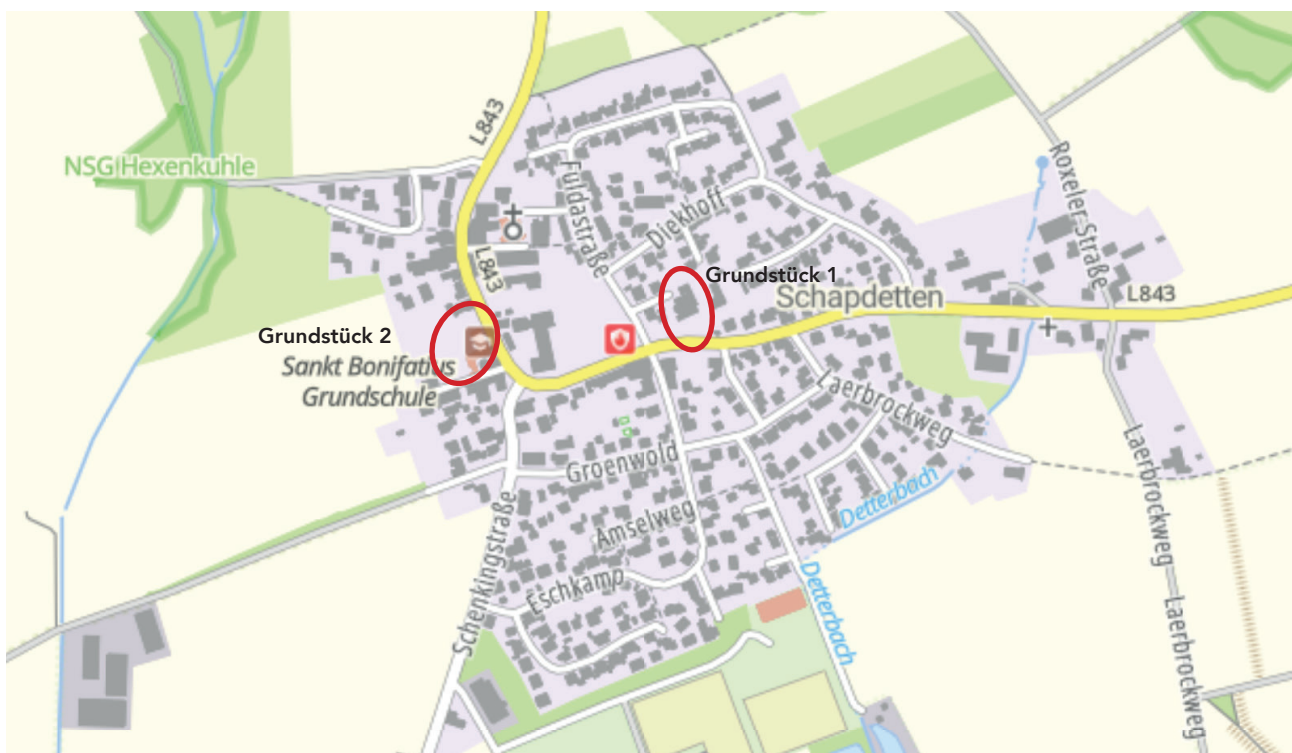 L843
NSG Hexenkuhle
Roxeler-Straße
Fuldastraße
Diekhoff
L843
Grundstück 1
Schapdetten
L843
Grundstück 2
Sankt Bonifatius
Grundschule
Laerbrockweg
Groenwold
Laerbrockweg
Detterbach
Amselweg
Schenkingstraße
Eschkamp
Detterbach
Laerbrockweg